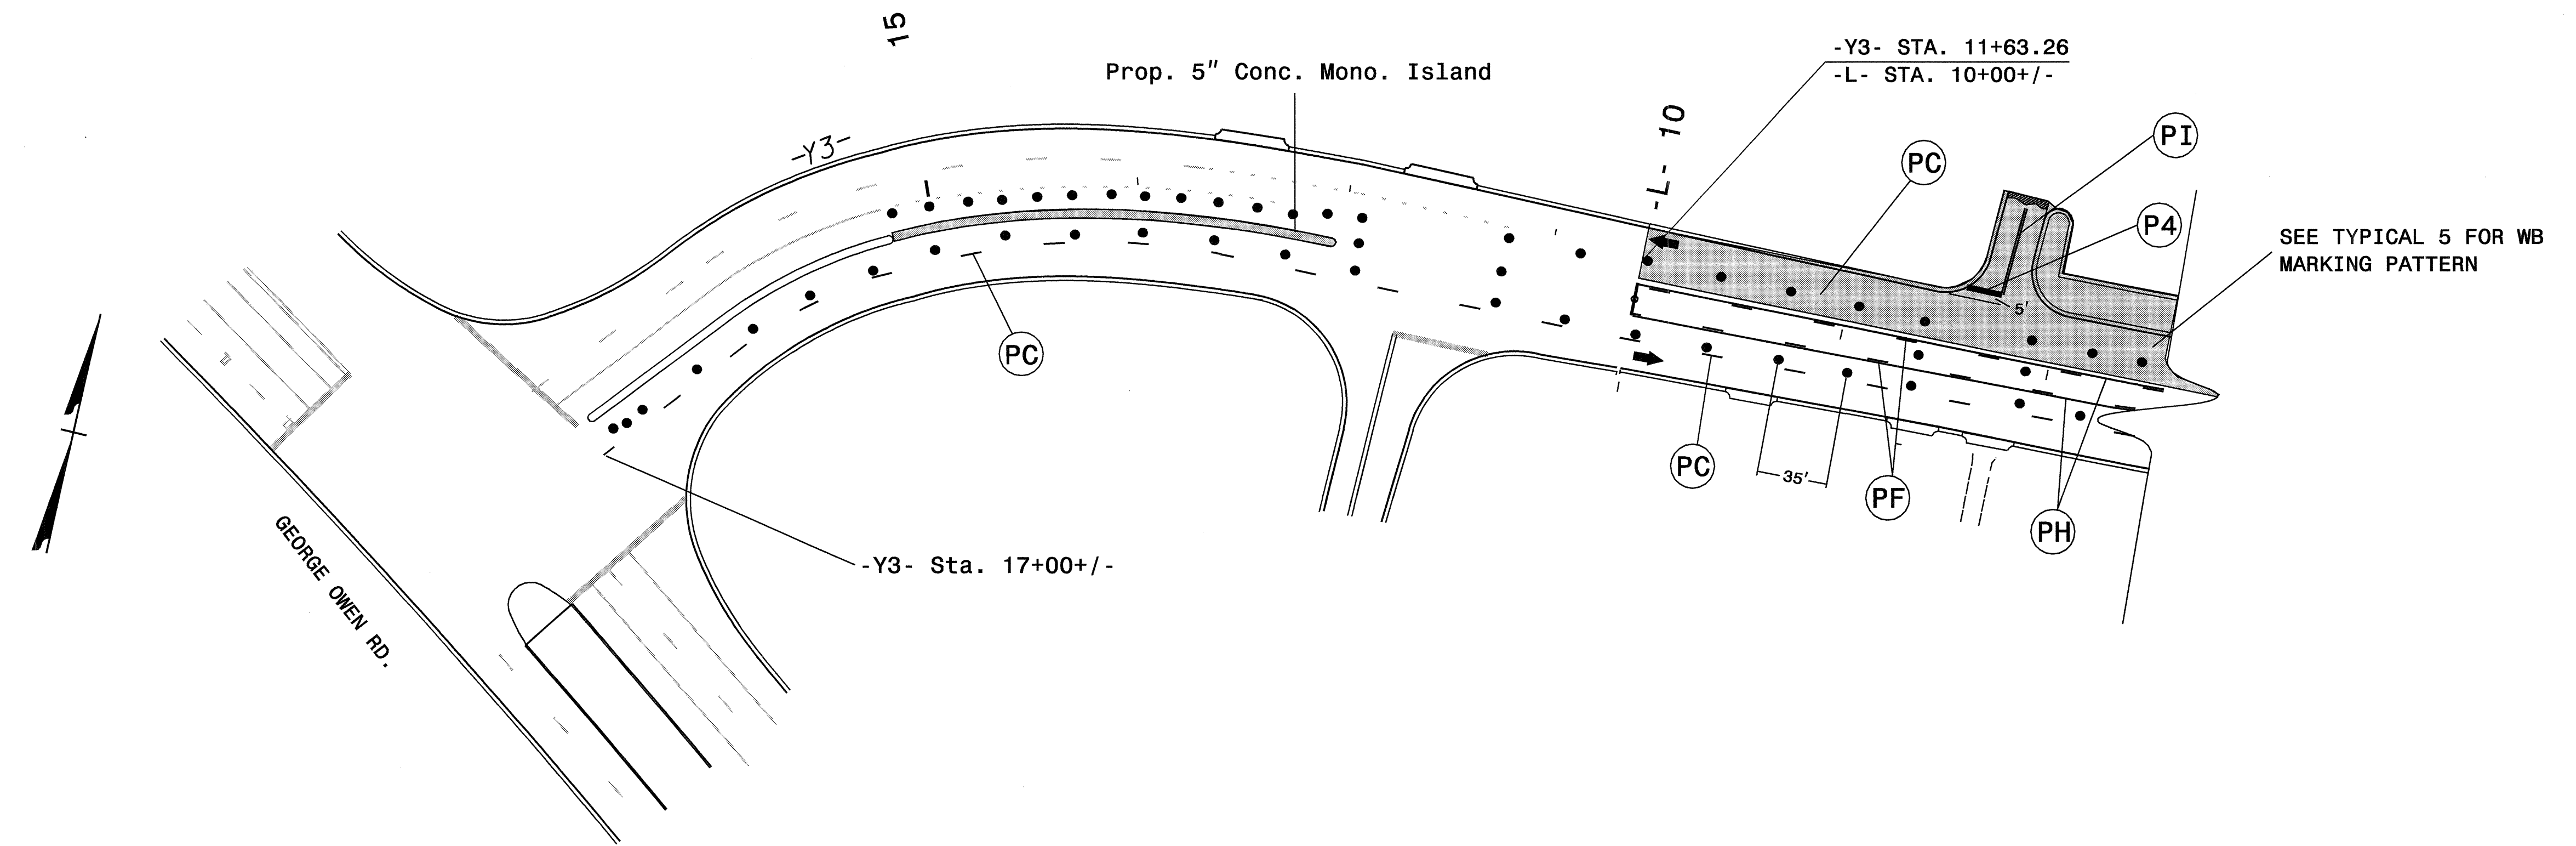 15
-Y3- STA. 11+63.26
-L- STA. 10+00+/-
Prop. 5" Conc. Mono. Island
-L- 10
-Y3-
PI
PC
P4
SEE TYPICAL 5 FOR WB
MARKING PATTERN
5'
PC
PC
35'
PF
PH
-Y3- Sta. 17+00+/-
GEORGE OWEN RD.